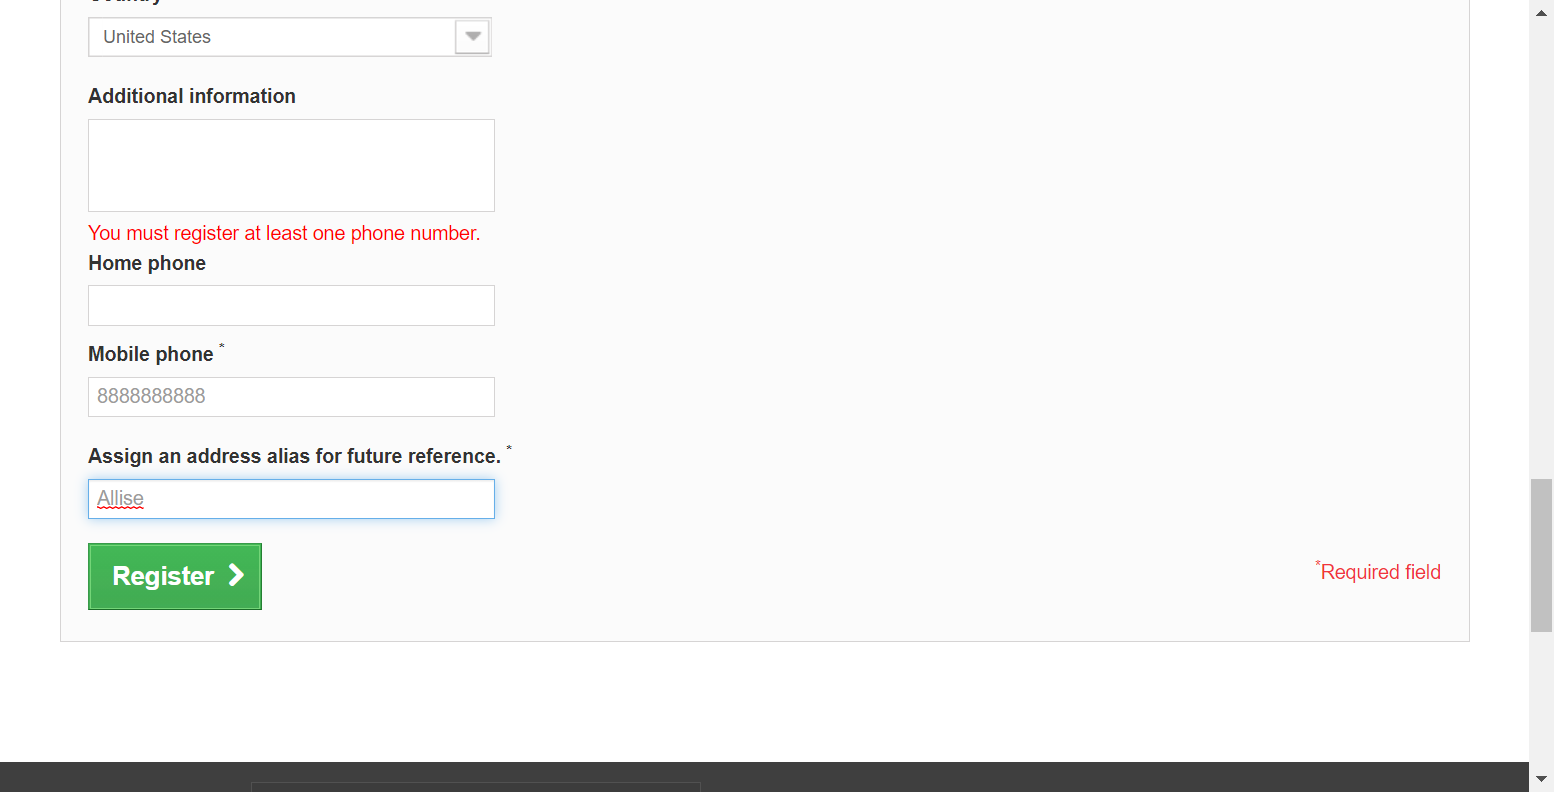 United States
Additional information
You must register at least one phone number.
Home phone
Mobile phone *
8888888888
Assign an address alias for future reference. *
Allise
Register
*Required field